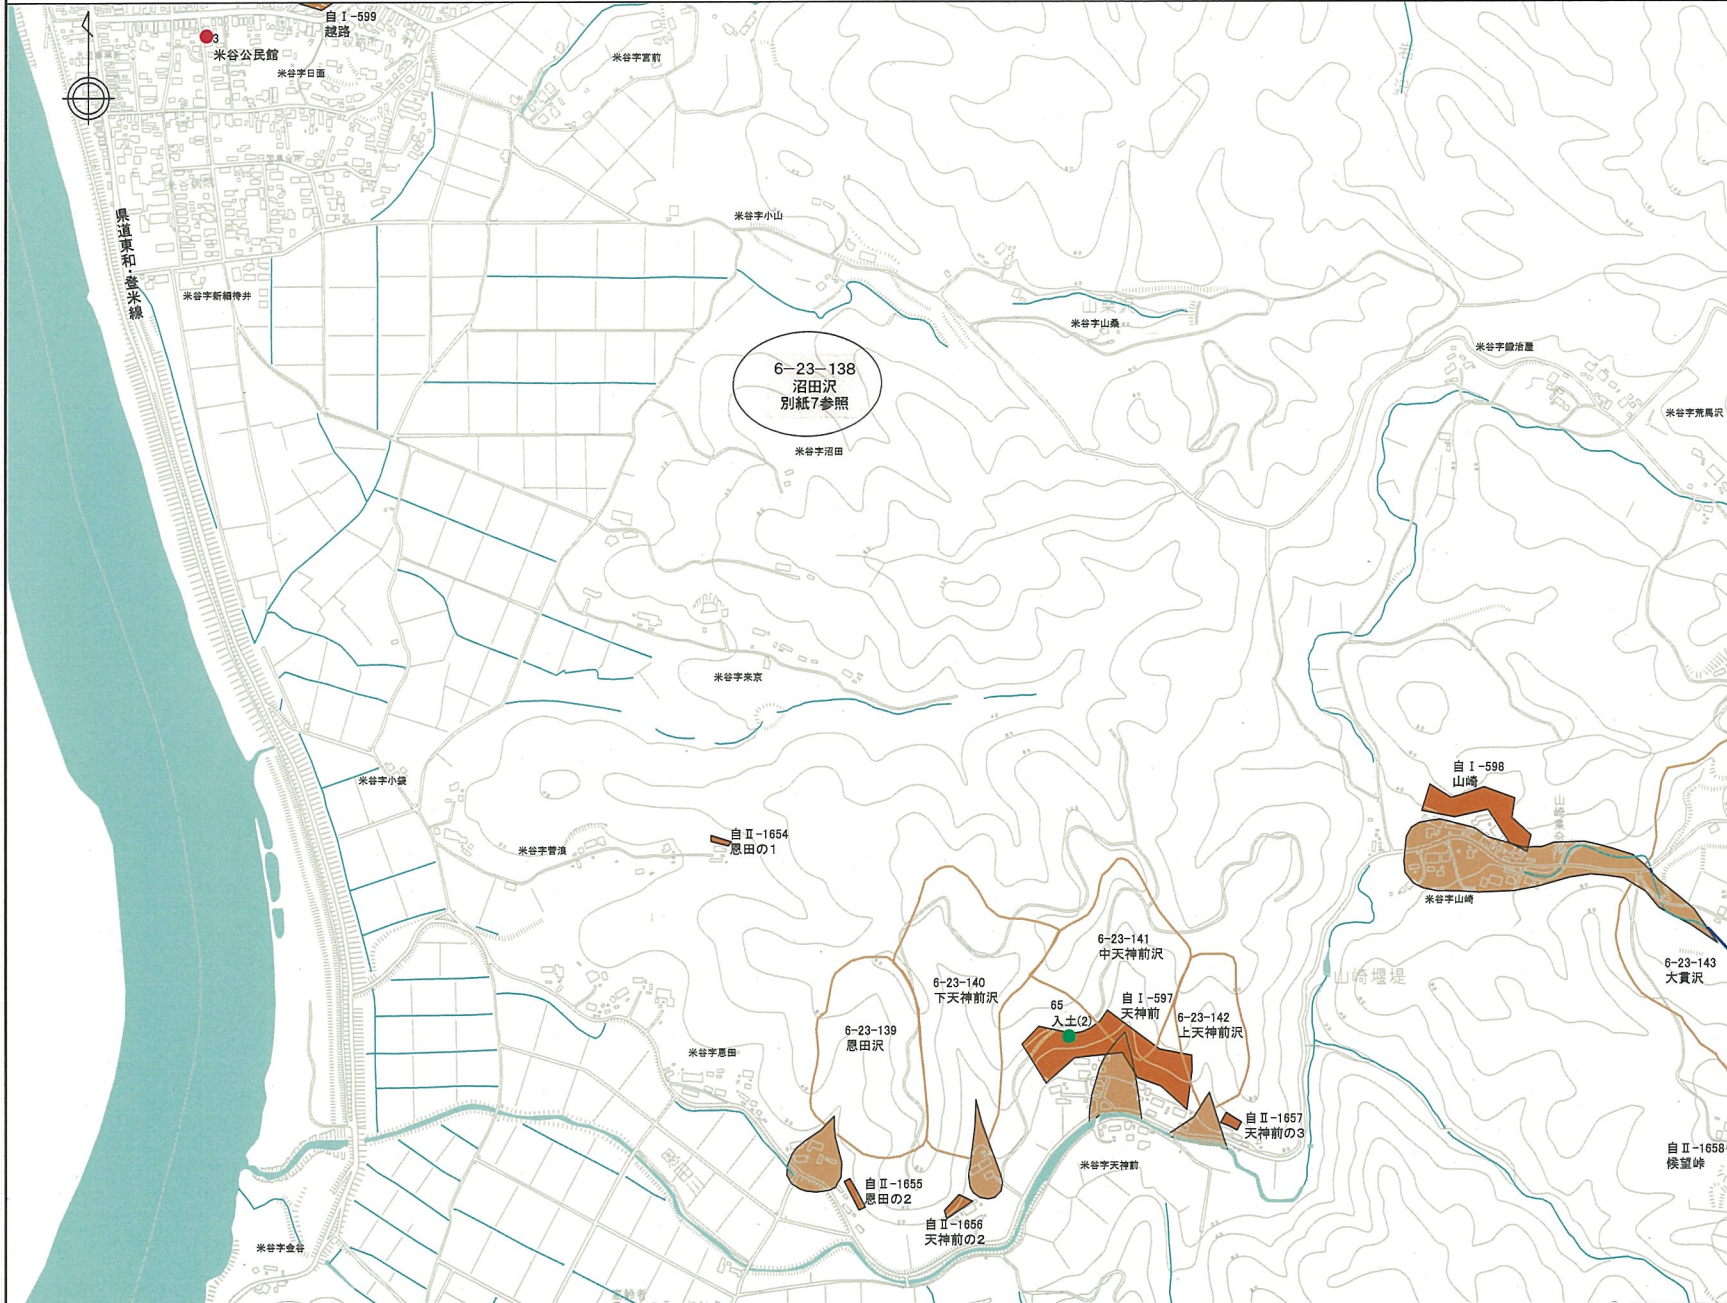 自Ⅰ-599
越路
3
米谷公民館
米谷字日面
米谷字宮前
米谷病院
県道東和・登米線
米谷字新細待井
米谷字小山
米谷字山桑
米谷字鍛治屋
米谷字荒馬沢
6-23-138
沼田沢
別紙7参照
米谷字沼田
米谷字来京
米谷字小袋
米谷字菅浪
自Ⅱ-1654
恩田の1
自Ⅰ-598
山崎
米谷字山崎
山崎堰堤
6-23-143
大貫沢
6-23-141
中天神前沢
6-23-140
下天神前沢
自Ⅰ-597
天神前
65
入土(2)
6-23-142
上天神前沢
6-23-139
恩田沢
米谷字恩田
自Ⅱ-1657
天神前の3
米谷字天神前
自Ⅱ-1658
候望峠
自Ⅱ-1655
恩田の2
自Ⅱ-1656
天神前の2
米谷字金谷